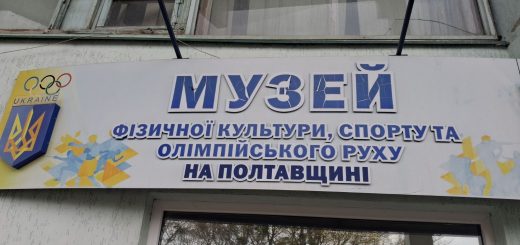 UKRAINE
МУЗЕЙ
ФІЗИЧНОЇ КУЛЬТУРИ, СПОРТУ ТА
ОЛІМПІЙСЬКОГО РУХУ
НА ПОЛТАВЩИНІ